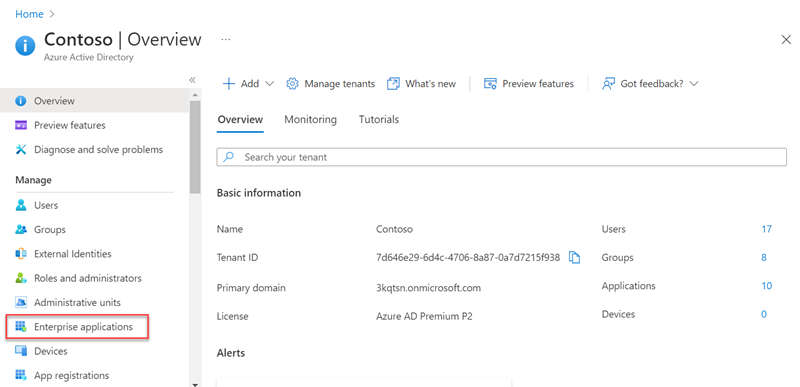 Home
Contoso | Overview
Azure Active Directory
Overview
Preview features
Diagnose and solve problems
Manage
Users
Groups
External Identities
Roles and administrators
Administrative units
Enterprise applications
Devices
App registrations
Add Manage tenants What's new Preview features Got feedback?
Overview Monitoring Tutorials
Search your tenant
Basic information
Name Contoso Users 17
Tenant ID 7d646e29-6d4c-4706-8a87-0a7d7215f938 Groups 8
Primary domain 3kqtsn.onmicrosoft.com Applications 10
License Azure AD Premium P2 Devices 0
Alerts